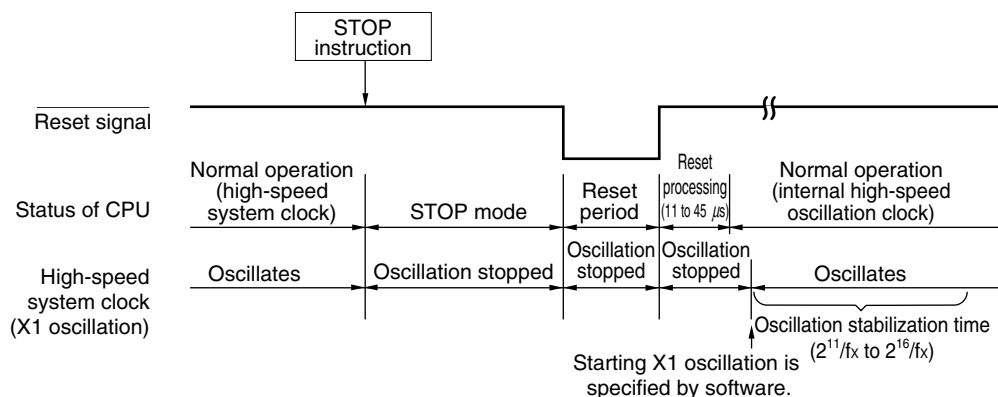 STOP
instruction
Reset signal
Status of CPU
Normal operation
(high-speed
system clock)
STOP mode
Reset
period
Reset
processing
(11 to 45 μs)
Normal operation
(internal high-speed
oscillation clock)
High-speed
system clock
(X1 oscillation)
Oscillates
Oscillation stopped
Oscillation
stopped
Oscillation
stopped
Oscillates
Oscillation stabilization time
(2¹¹/fx to 2¹⁶/fx)
Starting X1 oscillation is
specified by software.